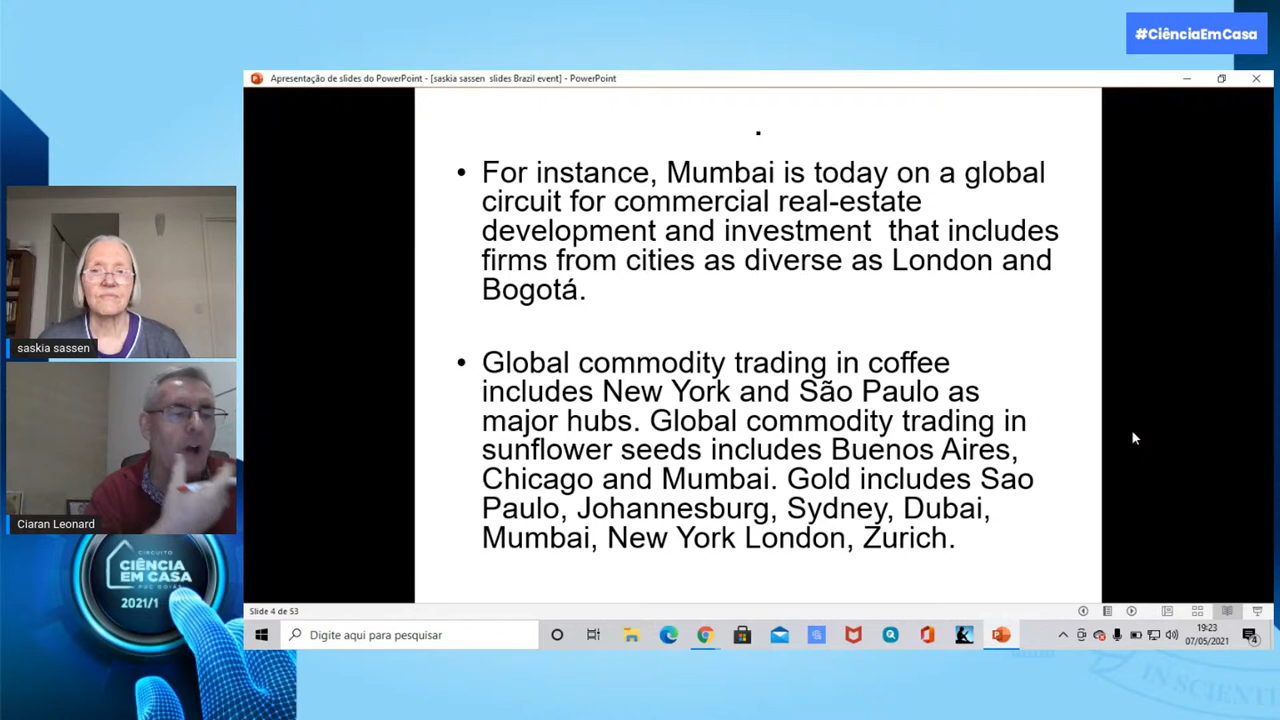 #CiênciaEmCasa
Apresentação de slides do PowerPoint - [saskia sassen slides Brazil event] - PowerPoint
.
• For instance, Mumbai is today on a global
circuit for commercial real-estate
development and investment that includes
firms from cities as diverse as London and
Bogotá.
• Global commodity trading in coffee
includes New York and São Paulo as
major hubs. Global commodity trading in
sunflower seeds includes Buenos Aires,
Chicago and Mumbai. Gold includes Sao
Paulo, Johannesburg, Sydney, Dubai,
Mumbai, New York London, Zurich.
saskia sassen
Ciaran Leonard
CIRCUITO
CIÊNCIA
EM CASA
PUC GOIÁS
2021/1
Slide 4 de 53
Digite aqui para pesquisar
19:23
07/05/2021
4
IN SCIENTI